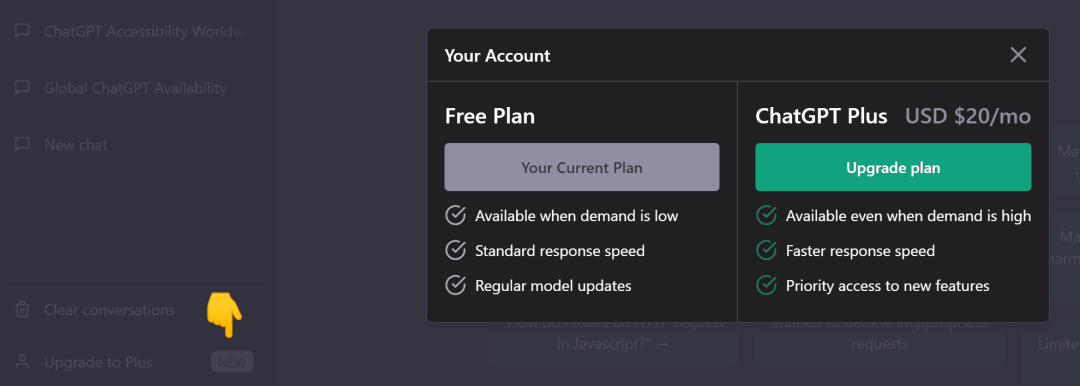 ChatGPT Accessibility Worldw
Global ChatGPT Availability
New chat
Clear conversations
Upgrade to Plus NEW
Your Account
Free Plan
Your Current Plan
Available when demand is low
Standard response speed
Regular model updates
ChatGPT Plus USD $20/mo
Upgrade plan
Available even when demand is high
Faster response speed
Priority access to new features
"How do I make an HTTP request
in Javascript?" →
Trained to decline inappropriate
requests
Ma
Ma
harm
Limite